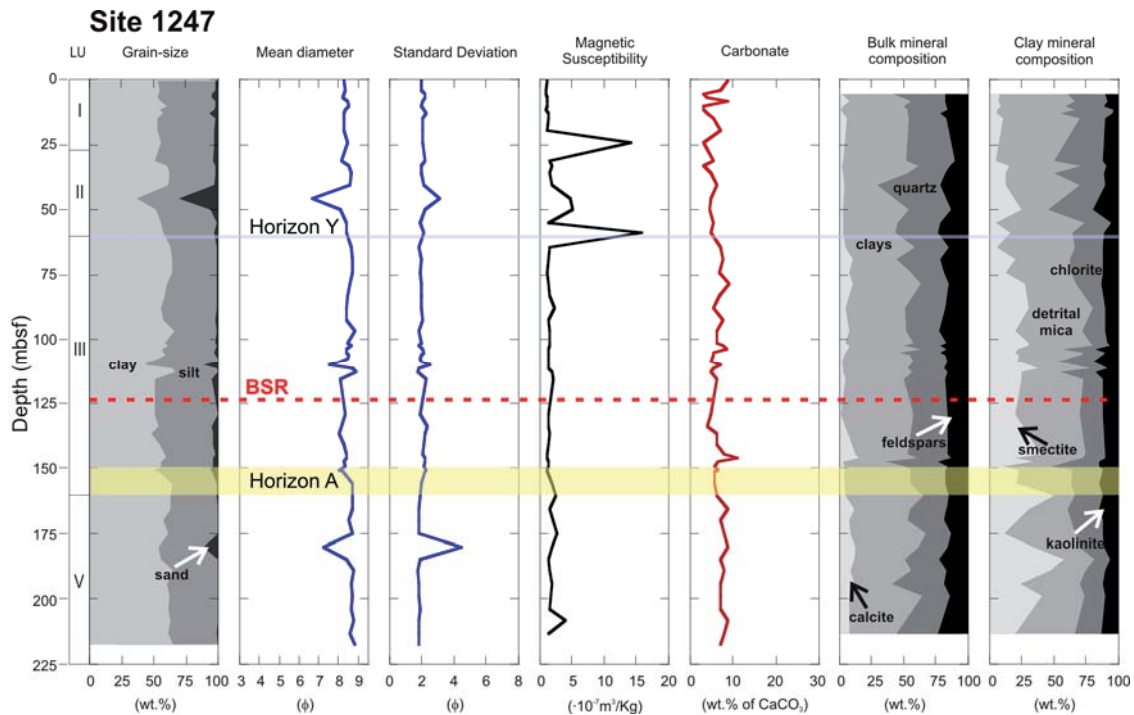 Site 1247
LU
Grain-size
Mean diameter
Standard Deviation
Magnetic
Susceptibility
Carbonate
Bulk mineral
composition
Clay mineral
composition
Depth (mbsf)
0
25
50
75
100
125
150
175
200
225
I
II
III
V
clay
silt
sand
Horizon Y
BSR
Horizon A
quartz
clays
feldspars
calcite
chlorite
detrital
mica
smectite
kaolinite
0 25 50 75 100
(wt.%)
3 4 5 6 7 8 9
(ϕ)
0 2 4 6 8
(ϕ)
0 5 10 15 20
(·10⁻⁷m³/Kg)
0 10 20 30
(wt.% of CaCO₃)
0 25 50 75 100
(wt.%)
0 25 50 75 100
(wt.%)